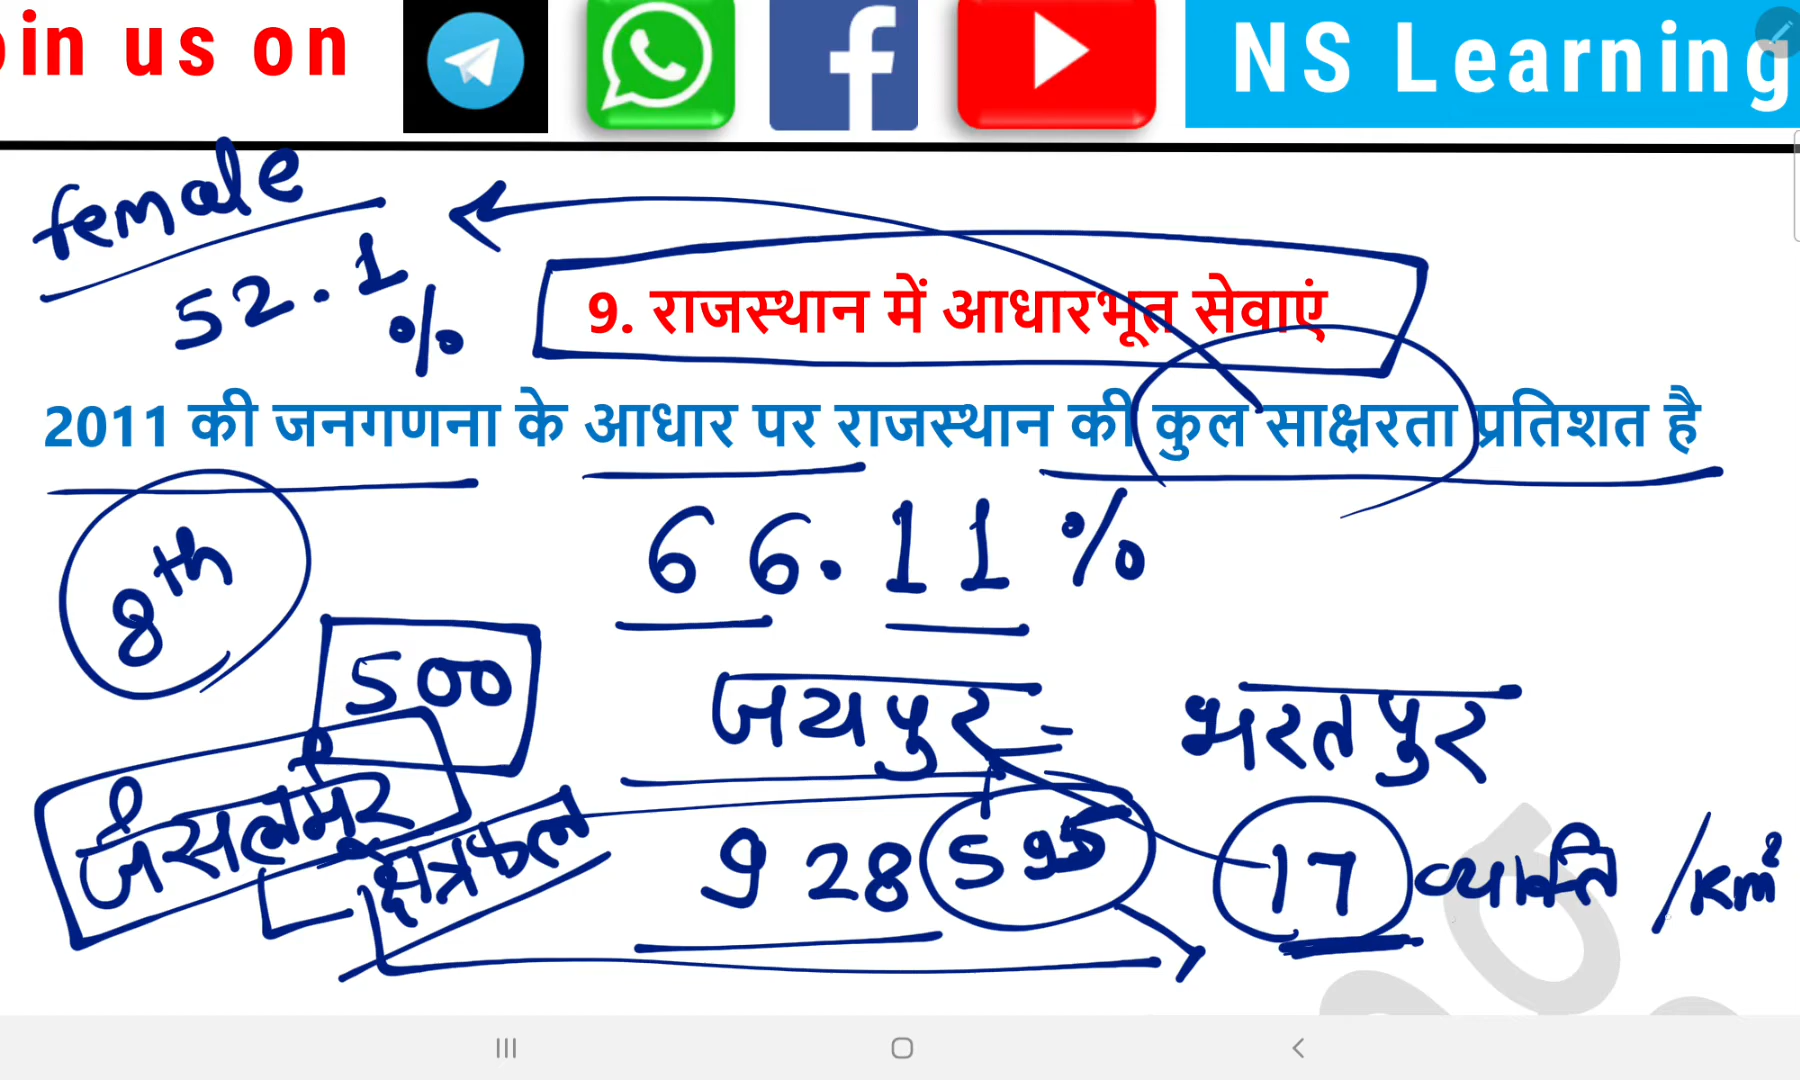 in us on
NS Learning
female
52.1
%
9. राजस्थान में आधारभूत सेवाएं
2011 की जनगणना के आधार पर राजस्थान की कुल साक्षरता प्रतिशत है
8th
66.11 %
500
जयपुर = भरतपुर
जैसलमेर
क्षेत्रफल
928 595 17 व्यक्ति /Km²